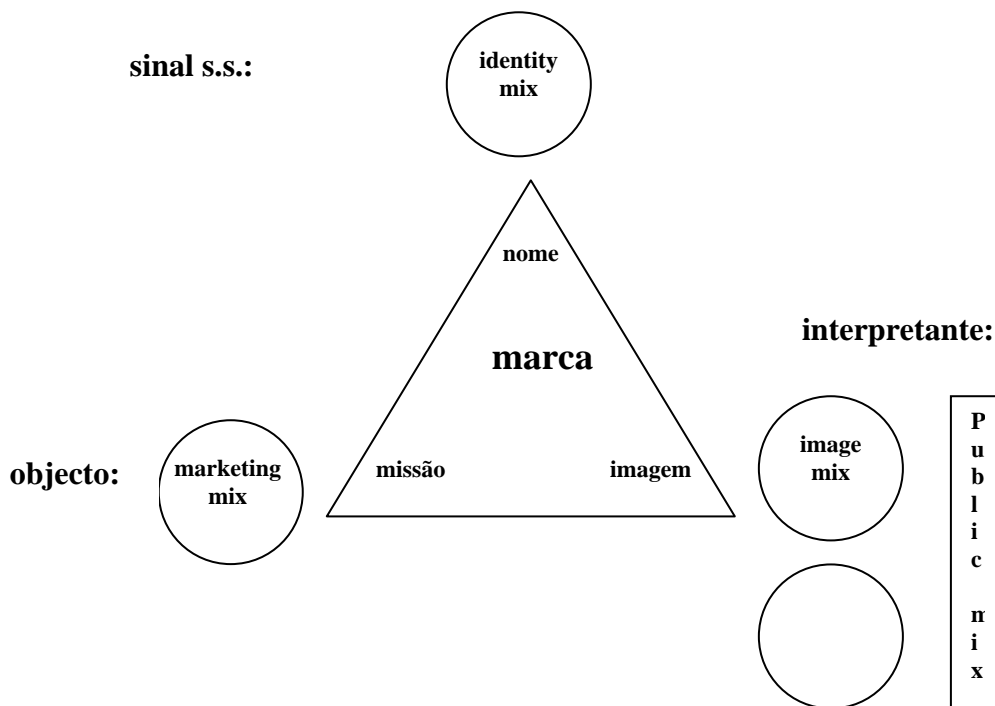 sinal s.s.:
identity
mix
nome
marca
interpretante:
objecto:
marketing
mix
missão
imagem
image
mix
P
u
b
l
i
c
m
i
x